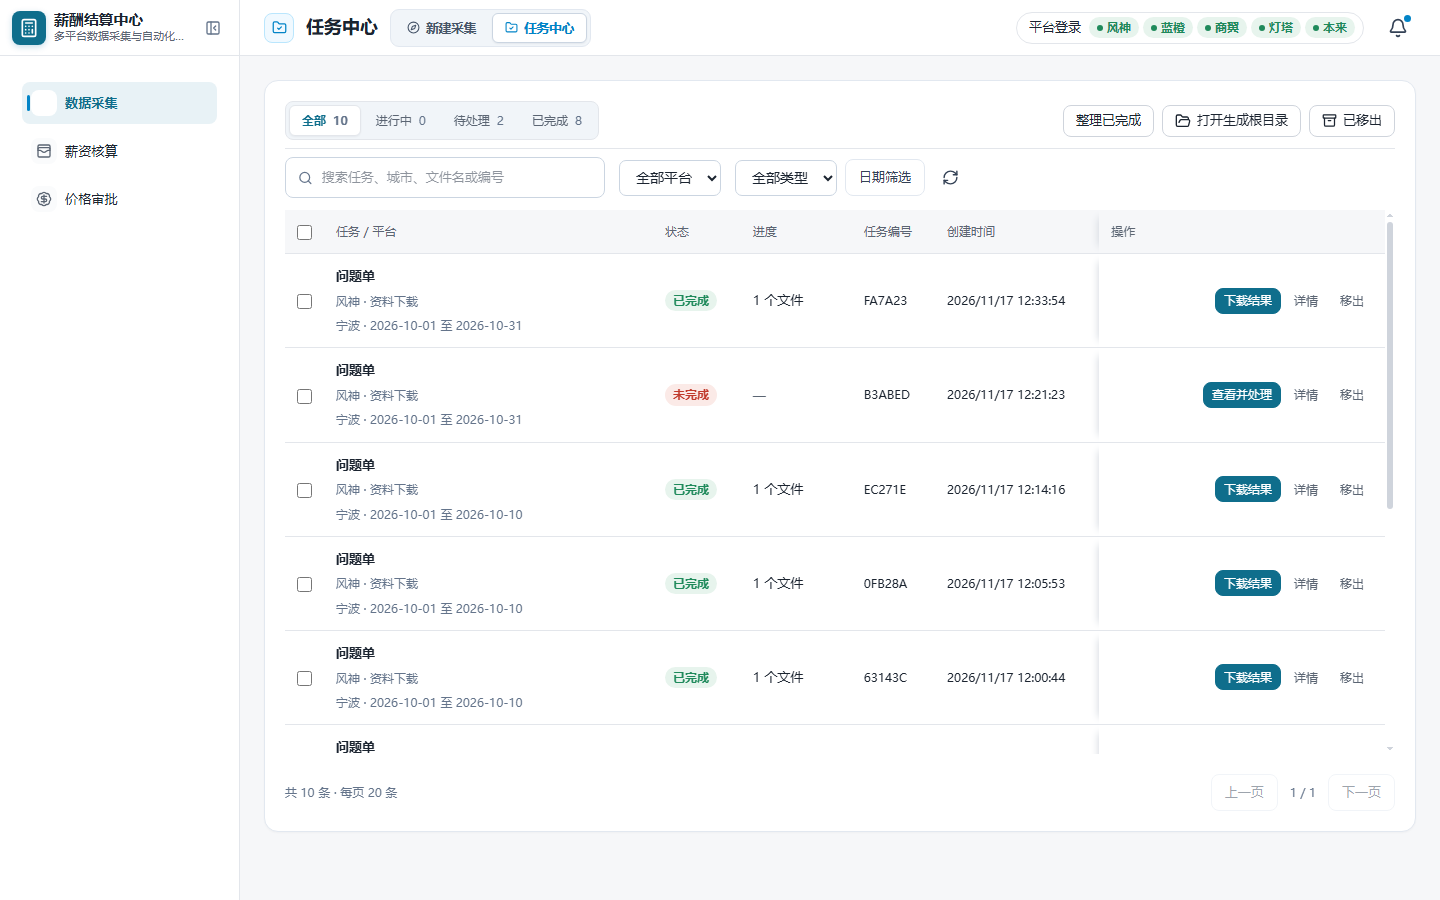 薪酬结算中心
多平台数据采集与自动化...
任务中心
新建采集
任务中心
平台登录
风神
蓝橙
商翼
灯塔
本来
数据采集
薪资核算
价格审批
全部 10
进行中 0
待处理 2
已完成 8
整理已完成
打开生成根目录
已移出
搜索任务、城市、文件名或编号
全部平台
全部类型
日期筛选
任务 / 平台
状态
进度
任务编号
创建时间
操作
问题单
风神 · 资料下载
宁波 · 2026-10-01 至 2026-10-31
已完成
1 个文件
FA7A23
2026/11/17 12:33:54
下载结果
详情
移出
问题单
风神 · 资料下载
宁波 · 2026-10-01 至 2026-10-31
未完成
—
B3ABED
2026/11/17 12:21:23
查看并处理
详情
移出
问题单
风神 · 资料下载
宁波 · 2026-10-01 至 2026-10-10
已完成
1 个文件
EC271E
2026/11/17 12:14:16
下载结果
详情
移出
问题单
风神 · 资料下载
宁波 · 2026-10-01 至 2026-10-10
已完成
1 个文件
0FB28A
2026/11/17 12:05:53
下载结果
详情
移出
问题单
风神 · 资料下载
宁波 · 2026-10-01 至 2026-10-10
已完成
1 个文件
63143C
2026/11/17 12:00:44
下载结果
详情
移出
问题单
共 10 条 · 每页 20 条
上一页
1 / 1
下一页